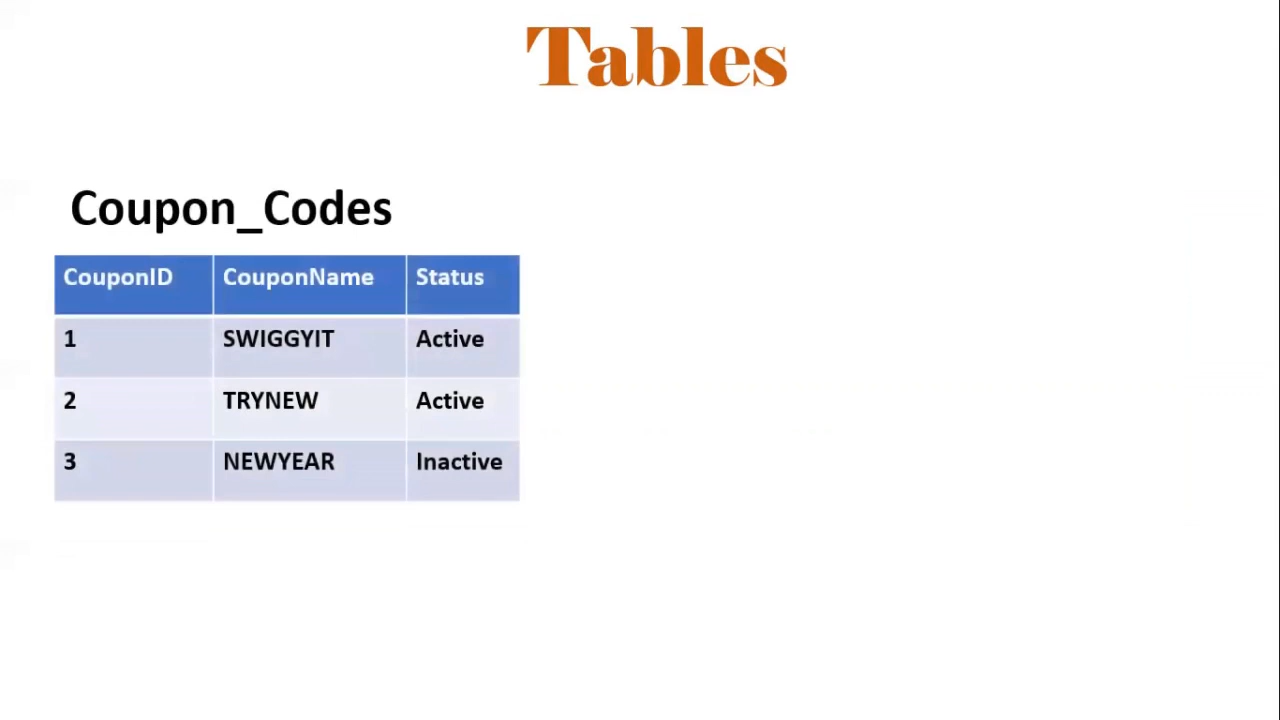 Tables
Coupon_Codes
CouponID CouponName Status
1 SWIGGYIT Active
2 TRYNEW Active
3 NEWYEAR Inactive